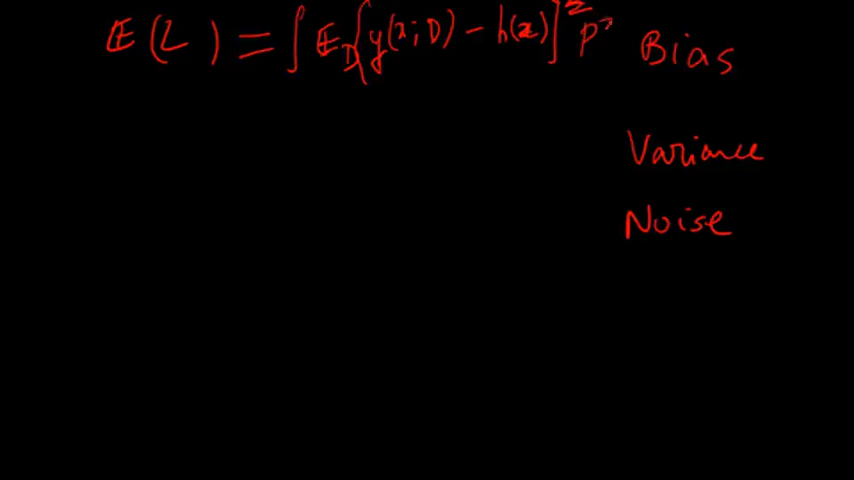 E(L) = ∫ E_D{y(x;D) - h(x)]² p
Bias
Variance
Noise